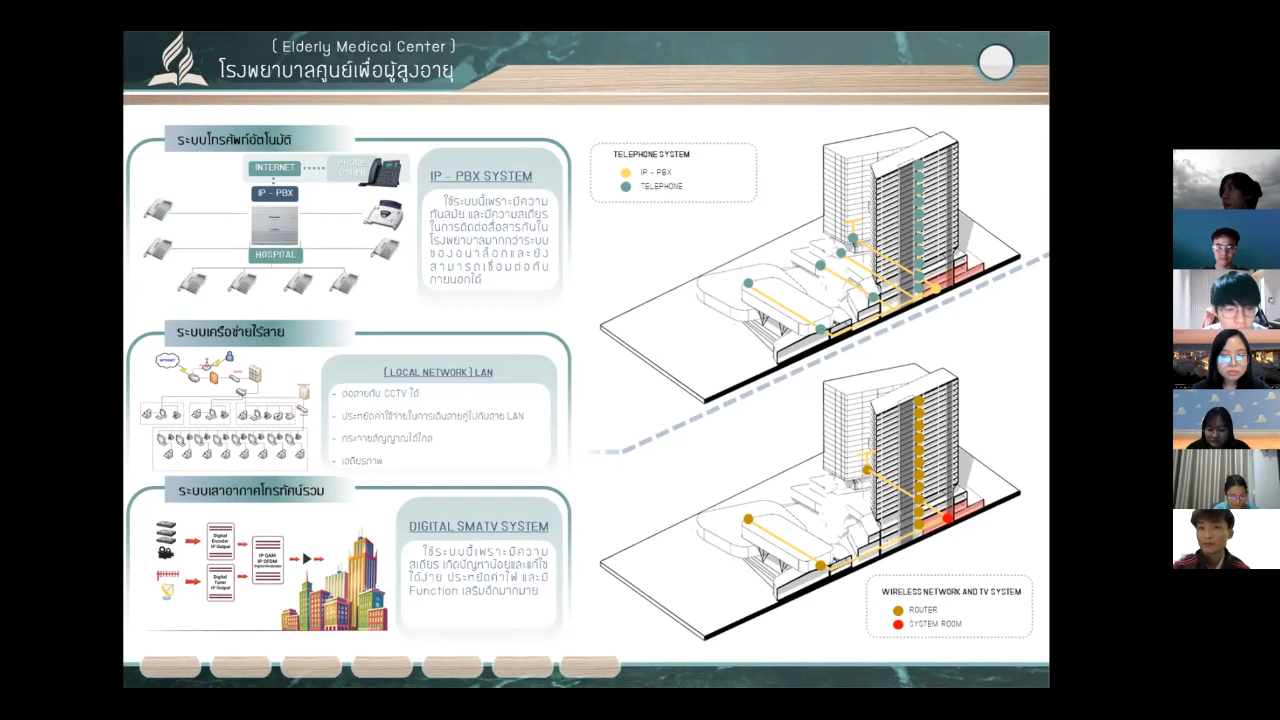 ( Elderly Medical Center )
โรงพยาบาลศูนย์เพื่อผู้สูงอายุ
ระบบโทรศัพท์อัตโนมัติ
INTERNET
PHONE
OTHER
IP - PBX
HOSPITAL
IP - PBX SYSTEM
ใช้ระบบนี้เพราะมีความ
ทันสมัย และมีความสเถียร
ในการติดต่อสื่อสารกันใน
โรงพยาบาลมากกว่าระบบ
ของอนาล็อกและยัง
สามารถเชื่อมต่อกับ
ภายนอกได้
TELEPHONE SYSTEM
IP - PBX
TELEPHONE
ระบบเครือข่ายไร้สาย
INTERNET
(LOCAL NETWORK) LAN
- ต่อสายกับ CCTV ได้
- ประหยัดค่าใช้จ่ายในการเดินสายคู่ไปกับสาย LAN
- กระจายสัญญาณได้ไกล
- เสถียรภาพ
ระบบเสาอากาศโทรทัศน์รวม
Digital
Encoder
IP Output
Digital
Tuner
IP Output
IP QAM
IP OFDM
Digital Modulator
DIGITAL SMATV SYSTEM
ใช้ระบบนี้เพราะมีความ
สเถียร เกิดปัญหาน้อยและแก้ไข
ได้ง่าย ประหยัดค่าไฟ และมี
Function เสริมอีกมากมาย
WIRELESS NETWORK AND TV SYSTEM
ROUTER
SYSTEM ROOM